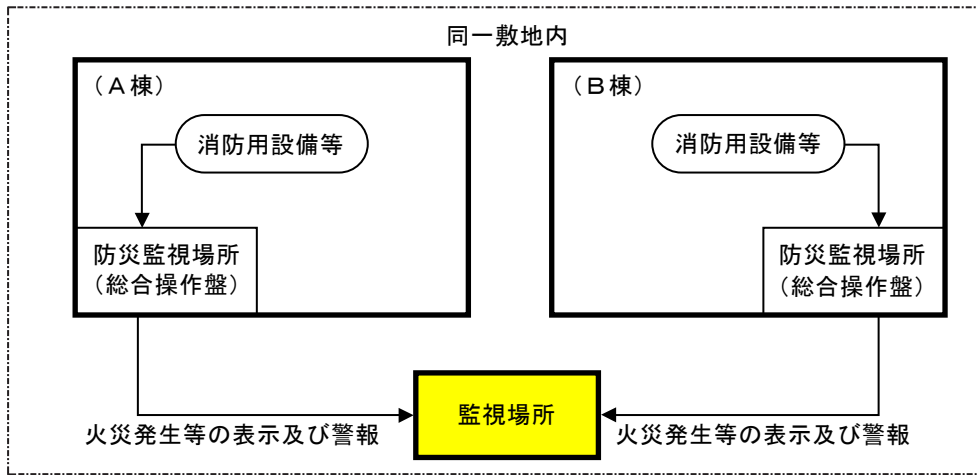 同一敷地内
（Ａ棟）
消防用設備等
防災監視場所
（総合操作盤）
（Ｂ棟）
消防用設備等
防災監視場所
（総合操作盤）
監視場所
火災発生等の表示及び警報
火災発生等の表示及び警報